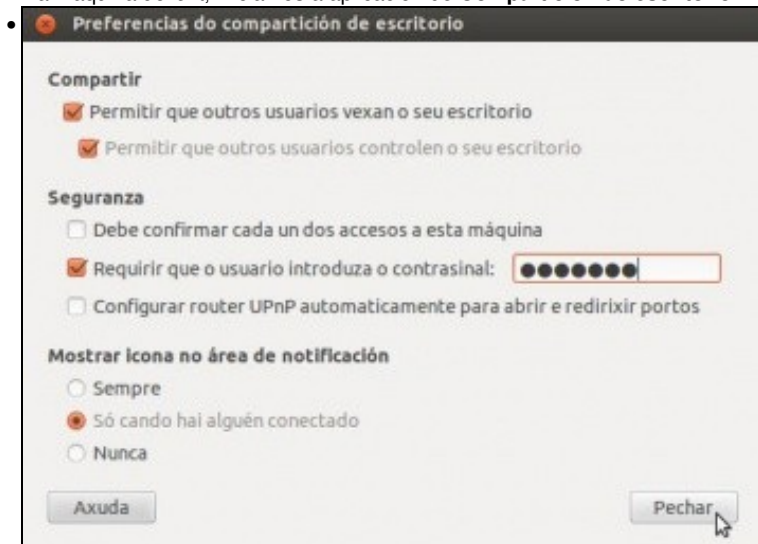 Preferencias do compartición de escritorio
Compartir
Permitir que outros usuarios vexan o seu escritorio
Permitir que outros usuarios controlen o seu escritorio
Seguranza
Debe confirmar cada un dos accesos a esta máquina
Requirir que o usuario introduza o contrasinal: ●●●●●●●
Configurar router UPnP automaticamente para abrir e redirixir portos
Mostrar icona no área de notificación
Sempre
Só cando hai alguén conectado
Nunca
Axuda Pechar